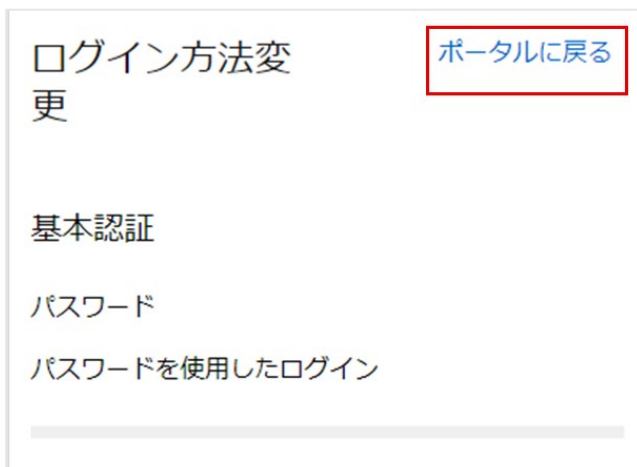 ログイン方法変
更
ポータルに戻る
基本認証
パスワード
パスワードを使用したログイン